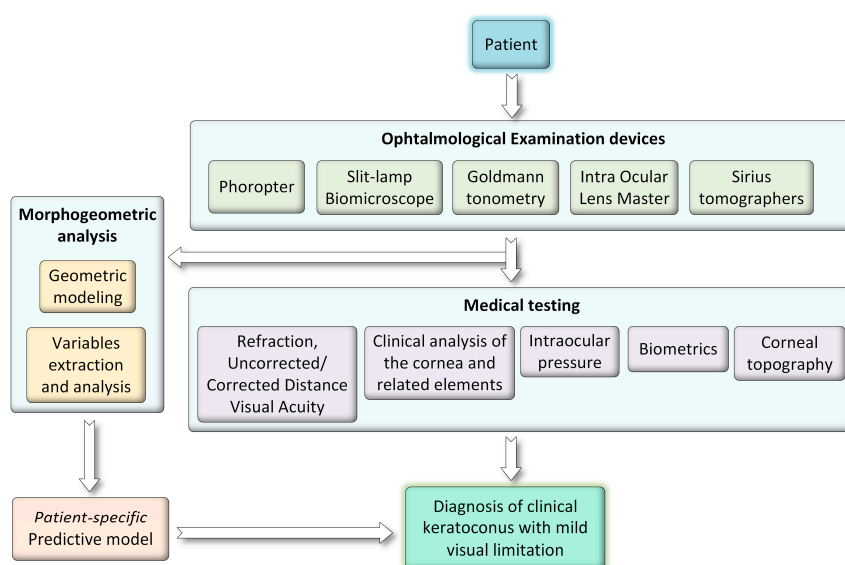 Patient
Ophtalmological Examination devices
Phoropter
Slit-lamp
Biomicroscope
Goldmann
tonometry
Intra Ocular
Lens Master
Sirius
tomographers
Morphogeometric
analysis
Geometric
modeling
Variables
extraction
and analysis
Medical testing
Refraction,
Uncorrected/
Corrected Distance
Visual Acuity
Clinical analysis of
the cornea and
related elements
Intraocular
pressure
Biometrics
Corneal
topography
Patient-specific
Predictive model
Diagnosis of clinical
keratoconus with mild
visual limitation